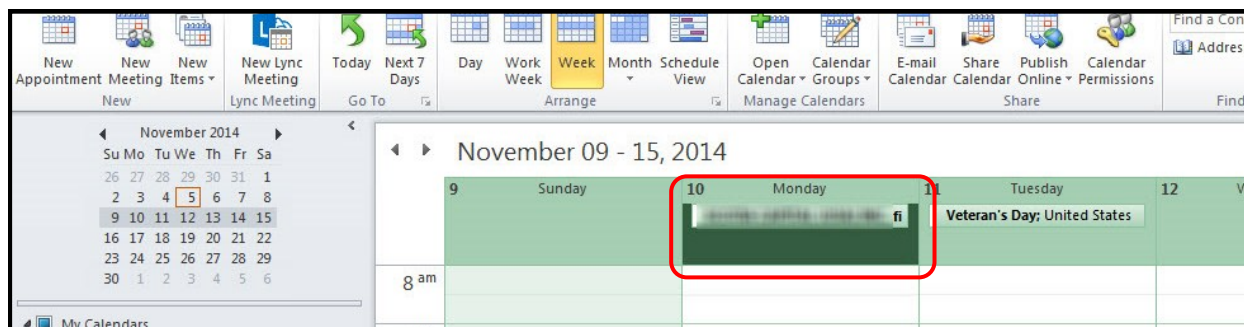 New Appointment
New Meeting
New Items
New Lync Meeting
Today
Next 7 Days
Day
Work Week
Week
Month
Schedule View
Open Calendar
Calendar Groups
E-mail Calendar
Share Calendar
Publish Online
Calendar Permissions
Find a Con
Addres
New
Lync Meeting
Go To
Arrange
Manage Calendars
Share
Find
November 2014
Su Mo Tu We Th Fr Sa
26 27 28 29 30 31 1
2 3 4 5 6 7 8
9 10 11 12 13 14 15
16 17 18 19 20 21 22
23 24 25 26 27 28 29
30 1 2 3 4 5 6
My Calendars
November 09 - 15, 2014
9 Sunday
10 Monday
11 Tuesday
12
fi
Veteran's Day; United States
8 am